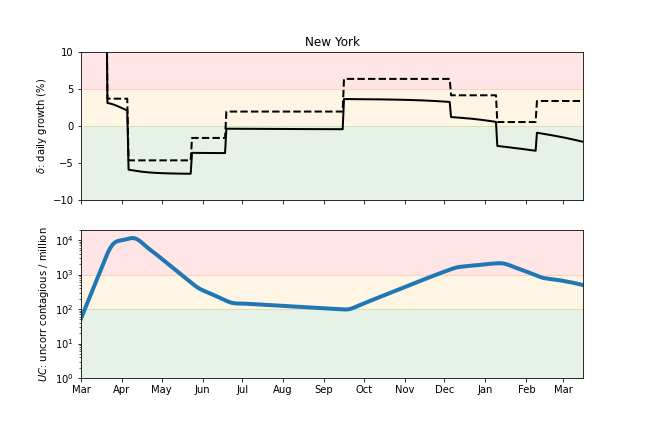 New York
10
5
0
−5
−10
δ: daily growth (%)
10⁴
10³
10²
10¹
10⁰
UC: uncorr contagious / million
Mar Apr May Jun Jul Aug Sep Oct Nov Dec Jan Feb Mar